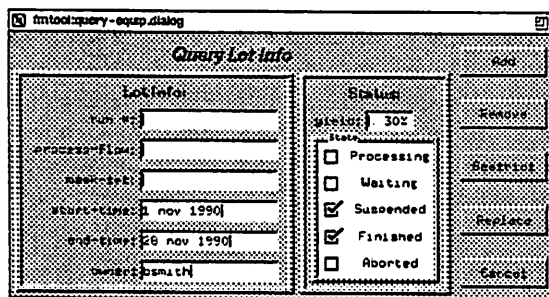 fmtool:query-equip.dialog
Query Lot Info
Lot Info:
run #:
process-flow:
mask-set:
start-time: 1 nov 1990
end-time: 28 nov 1990
owner: bsmith
Status:
yield: 30%
State
Processing
Waiting
Suspended
Finished
Aborted
Add
Remove
Restrict
Replace
Cancel